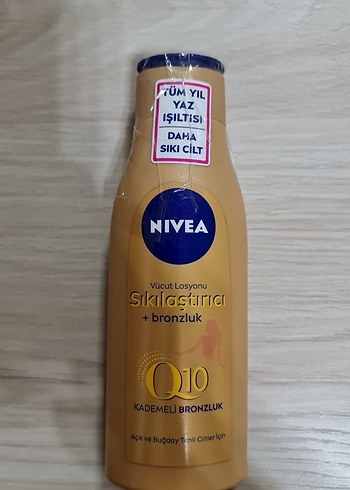 TÜM YIL
YAZ
IŞILTISI
DAHA
SIKI CİLT
NIVEA
Vücut Losyonu
Sıkılaştırıcı
+ bronzluk
Q10
KADEMELİ BRONZLUK
Açık ve Buğday Tenli Ciltler İçin